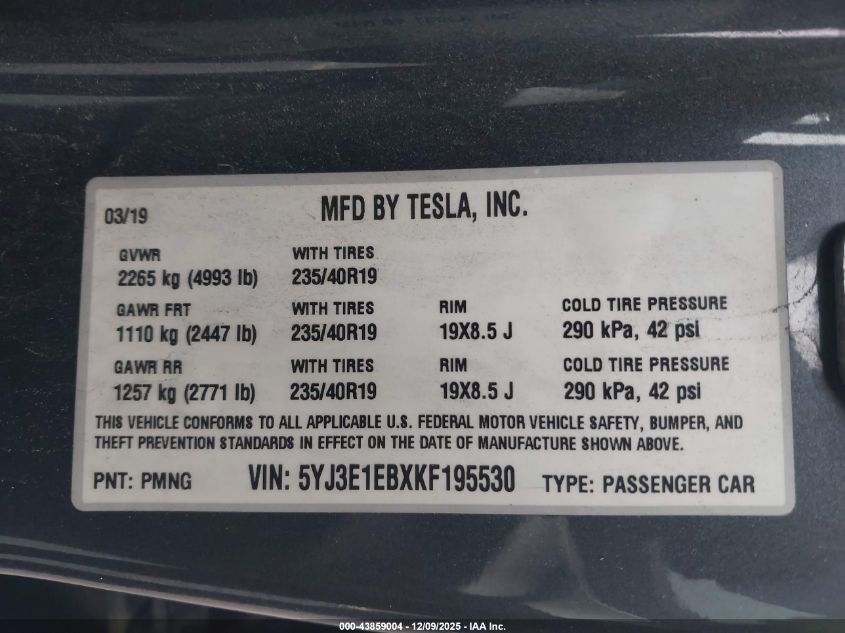 03/19 MFD BY TESLA, INC.
GVWR WITH TIRES
2265 kg (4993 lb) 235/40R19
GAWR FRT WITH TIRES RIM COLD TIRE PRESSURE
1110 kg (2447 lb) 235/40R19 19X8.5 J 290 kPa, 42 psi
GAWR RR WITH TIRES RIM COLD TIRE PRESSURE
1257 kg (2771 lb) 235/40R19 19X8.5 J 290 kPa, 42 psi
THIS VEHICLE CONFORMS TO ALL APPLICABLE U.S. FEDERAL MOTOR VEHICLE SAFETY, BUMPER, AND
THEFT PREVENTION STANDARDS IN EFFECT ON THE DATE OF MANUFACTURE SHOWN ABOVE.
PNT: PMNG VIN: 5YJ3E1EBXKF195530 TYPE: PASSENGER CAR
000-43859004 - 12/09/2025 - IAA Inc.